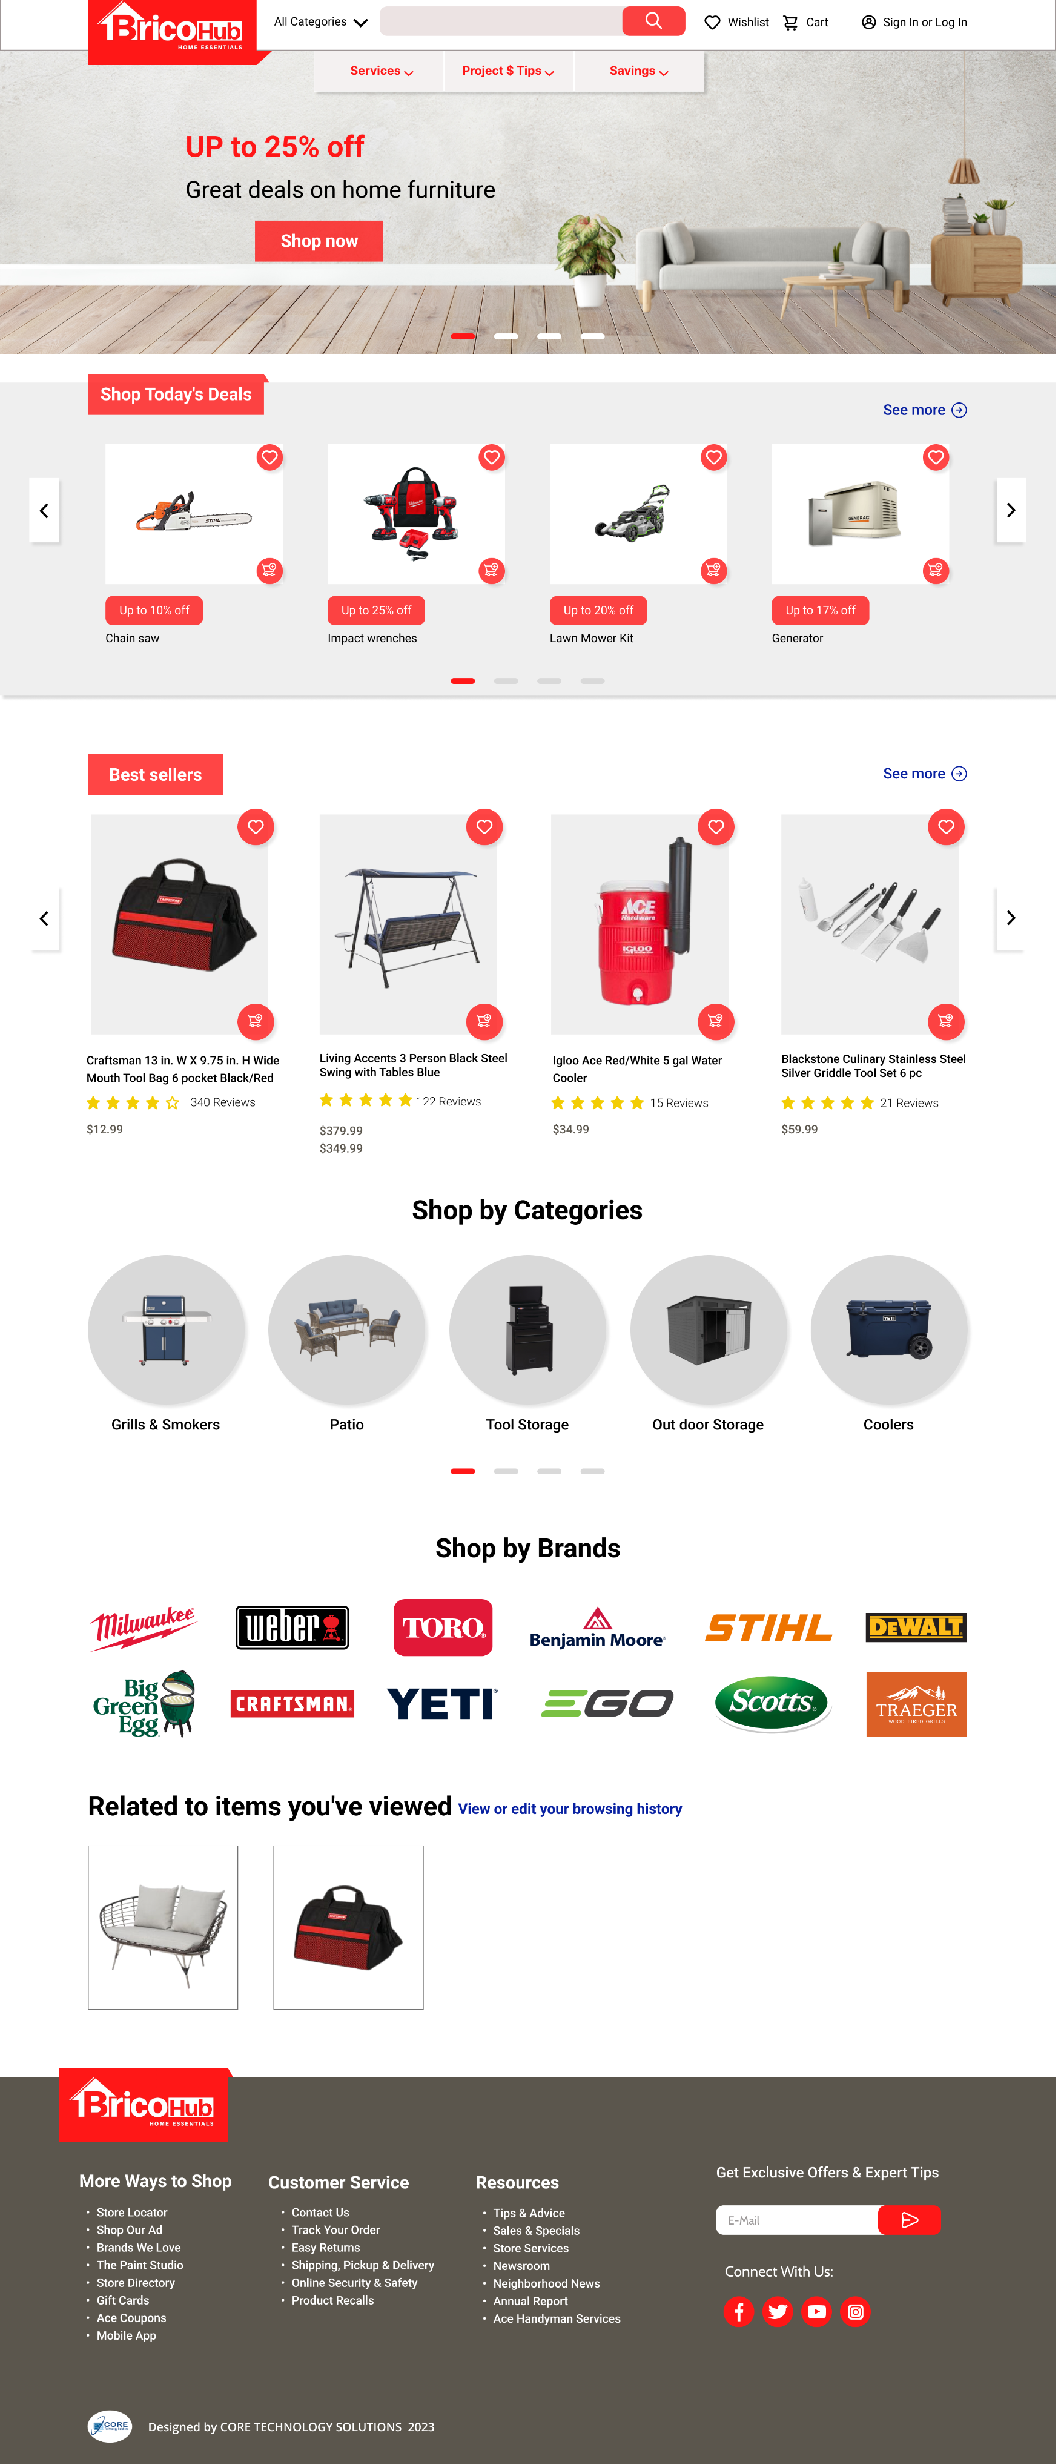 BricoHub
HOME ESSENTIALS
All Categories
Wishlist
Cart
Sign In or Log In
Services
Project $ Tips
Savings
UP to 25% off
Great deals on home furniture
Shop now
Shop Today's Deals
See more
STIHL
Milwaukee
GENERAC
Up to 10% off
Up to 25% off
Up to 20% off
Up to 17% off
Chain saw
Impact wrenches
Lawn Mower Kit
Generator
Best sellers
See more
CRAFTSMAN
ACE
Hardware
IGLOO
Craftsman 13 in. W X 9.75 in. H Wide
Mouth Tool Bag 6 pocket Black/Red
340 Reviews
$12.99
Living Accents 3 Person Black Steel
Swing with Tables Blue
22 Reviews
$379.99
$349.99
Igloo Ace Red/White 5 gal Water
Cooler
15 Reviews
$34.99
Blackstone Culinary Stainless Steel
Silver Griddle Tool Set 6 pc
21 Reviews
$59.99
Shop by Categories
YETI
Grills & Smokers
Patio
Tool Storage
Out door Storage
Coolers
Shop by Brands
Milwaukee
weber
TORO
Benjamin Moore
STIHL
DEWALT
Big
Green
Egg
CRAFTSMAN
YETI
EGO
Scotts
TRAEGER
Related to items you've viewed View or edit your browsing history
CRAFTSMAN
BricoHub
HOME ESSENTIALS
More Ways to Shop
• Store Locator
• Shop Our Ad
• Brands We Love
• The Paint Studio
• Store Directory
• Gift Cards
• Ace Coupons
• Mobile App
Customer Service
• Contact Us
• Track Your Order
• Easy Returns
• Shipping, Pickup & Delivery
• Online Security & Safety
• Product Recalls
Resources
• Tips & Advice
• Sales & Specials
• Store Services
• Newsroom
• Neighborhood News
• Annual Report
• Ace Handyman Services
Get Exclusive Offers & Expert Tips
E-Mail
Connect With Us:
CORE
Designed by CORE TECHNOLOGY SOLUTIONS 2023